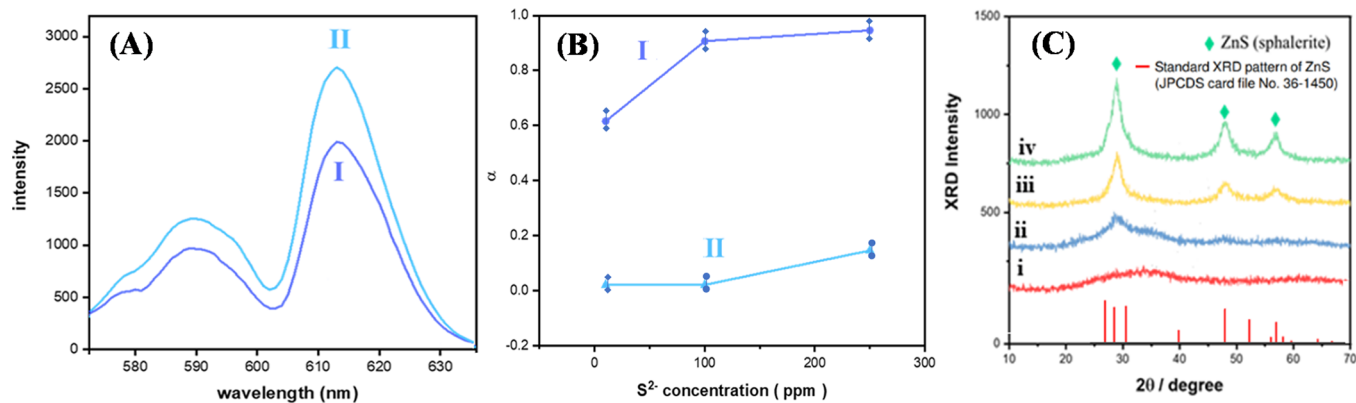 (A)
II
I
3000
2500
2000
1500
1000
500
0
intensity
580 590 600 610 620 630
wavelength (nm)
(B)
I
II
1.0
0.8
0.6
0.4
0.2
0.0
-0.2
α
0 100 200 300
S²⁻ concentration ( ppm )
(C)
ZnS (sphalerite)
Standard XRD pattern of ZnS
(JPCDS card file No. 36-1450)
iv
iii
ii
i
1500
1000
500
0
XRD Intensity
10 20 30 40 50 60 70
2θ / degree